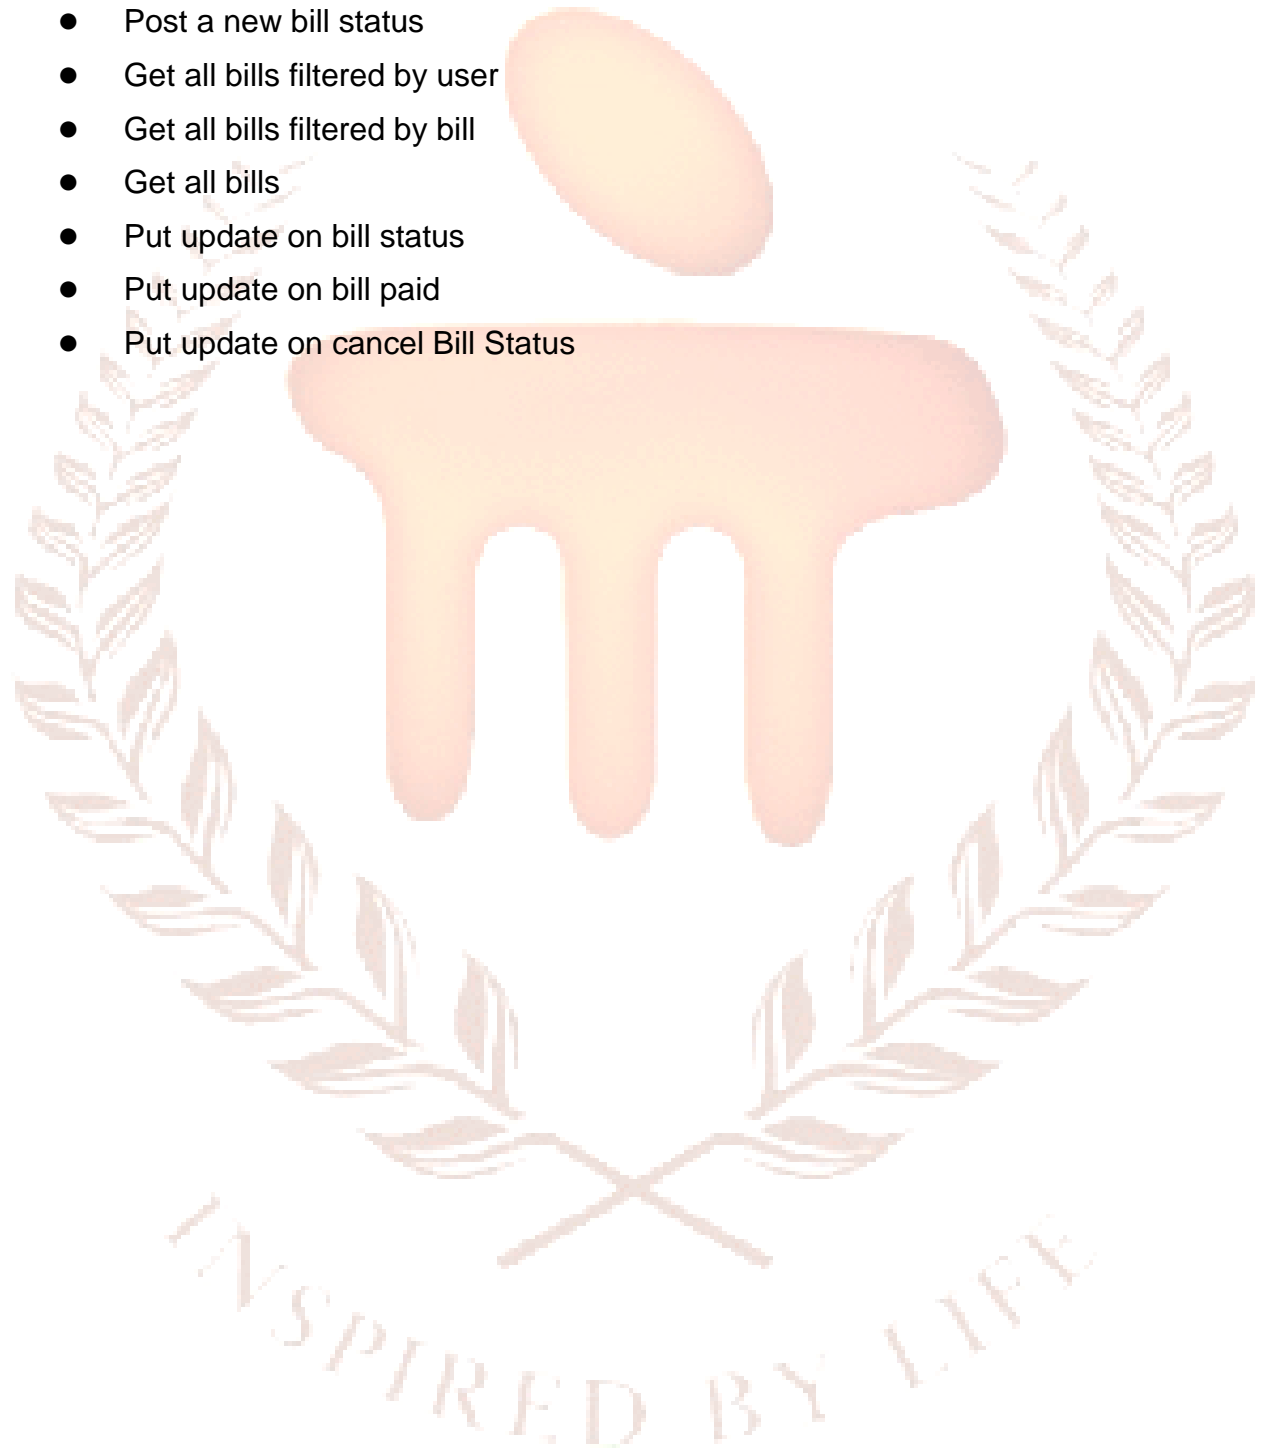 ● Post a new bill status
● Get all bills filtered by user
● Get all bills filtered by bill
● Get all bills
● Put update on bill status
● Put update on bill paid
● Put update on cancel Bill Status
INSPIRED BY LIFE